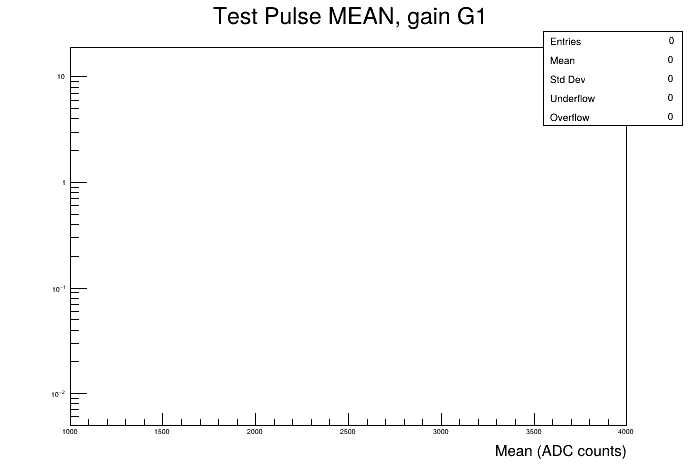 Test Pulse MEAN, gain G1
Entries 0
Mean 0
Std Dev 0
Underflow 0
Overflow 0
10
1
10⁻¹
10⁻²
1000 1500 2000 2500 3000 3500 4000
Mean (ADC counts)